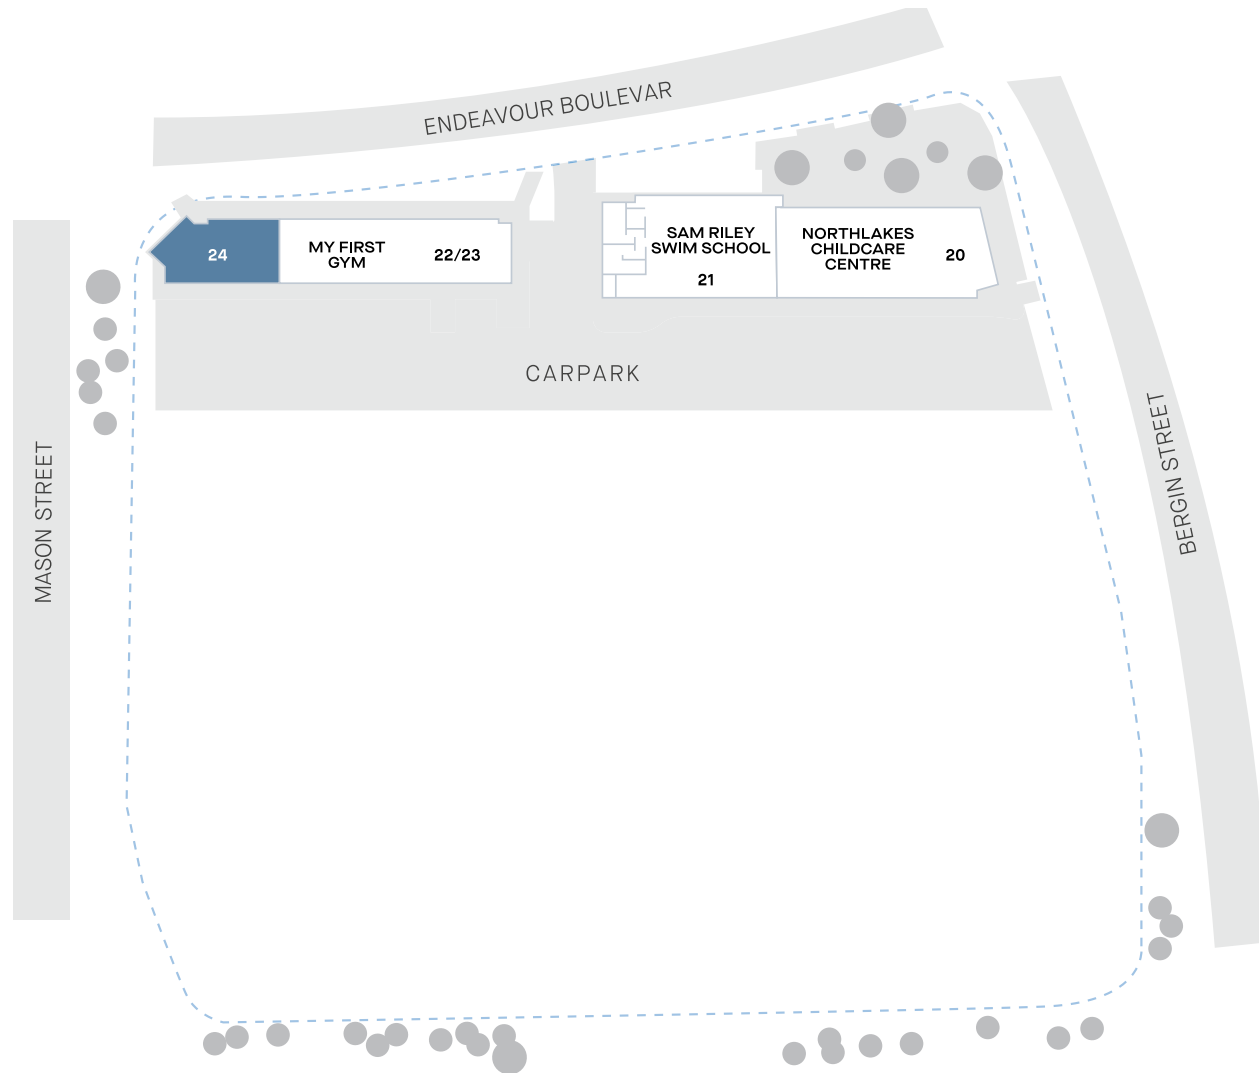 ENDEAVOUR BOULEVAR
24
MY FIRST
GYM
22/23
SAM RILEY
SWIM SCHOOL
21
NORTHLAKES
CHILDCARE
CENTRE
20
CARPARK
MASON STREET
BERGIN STREET